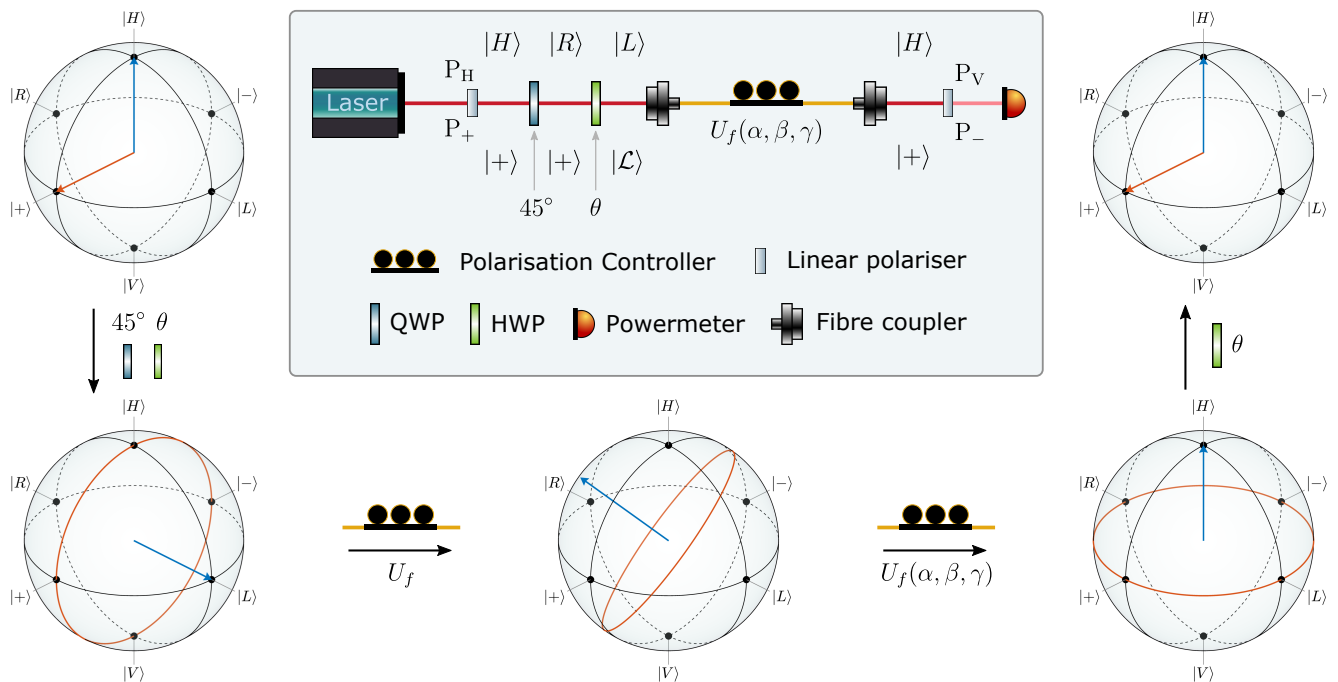 |H⟩
|R⟩
|−⟩
|+⟩
|L⟩
|V⟩
|H⟩ |R⟩ |L⟩ |H⟩
Laser
P_H
P_V
P_+
P_−
U_f(α, β, γ)
|+⟩ |+⟩ |ℒ⟩ |+⟩
45° θ
Polarisation Controller
Linear polariser
QWP
HWP
Powermeter
Fibre coupler
|H⟩
|R⟩
|−⟩
|+⟩
|L⟩
|V⟩
45° θ
θ
|H⟩
|R⟩
|−⟩
|+⟩
|L⟩
|V⟩
U_f
|H⟩
|R⟩
|−⟩
|+⟩
|L⟩
|V⟩
U_f(α, β, γ)
|H⟩
|R⟩
|−⟩
|+⟩
|L⟩
|V⟩